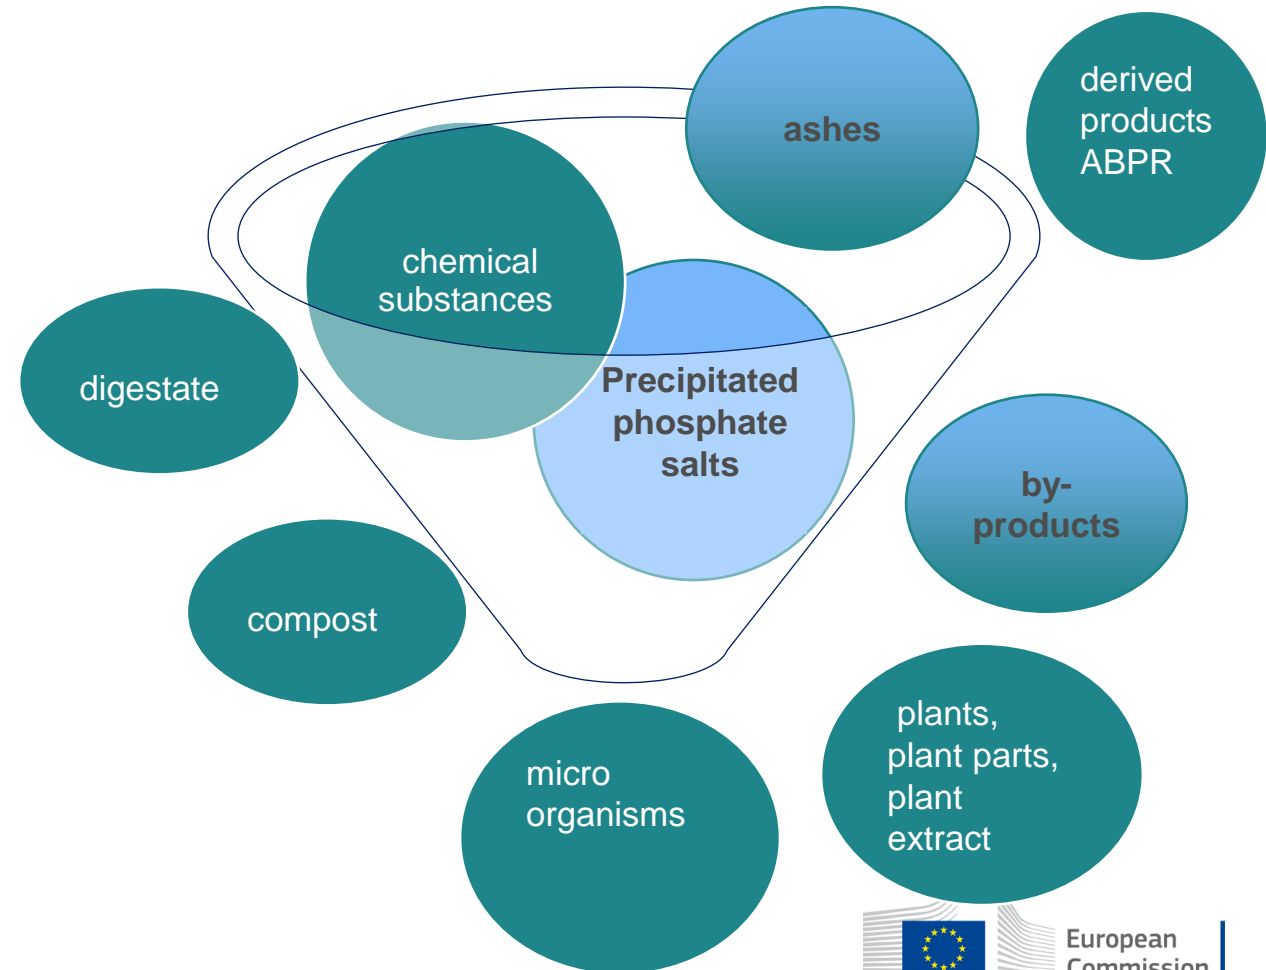 ashes
derived
products
ABPR
chemical
substances
digestate
Precipitated
phosphate
salts
by-
products
compost
plants,
plant parts,
plant
extract
micro
organisms
European
Commission